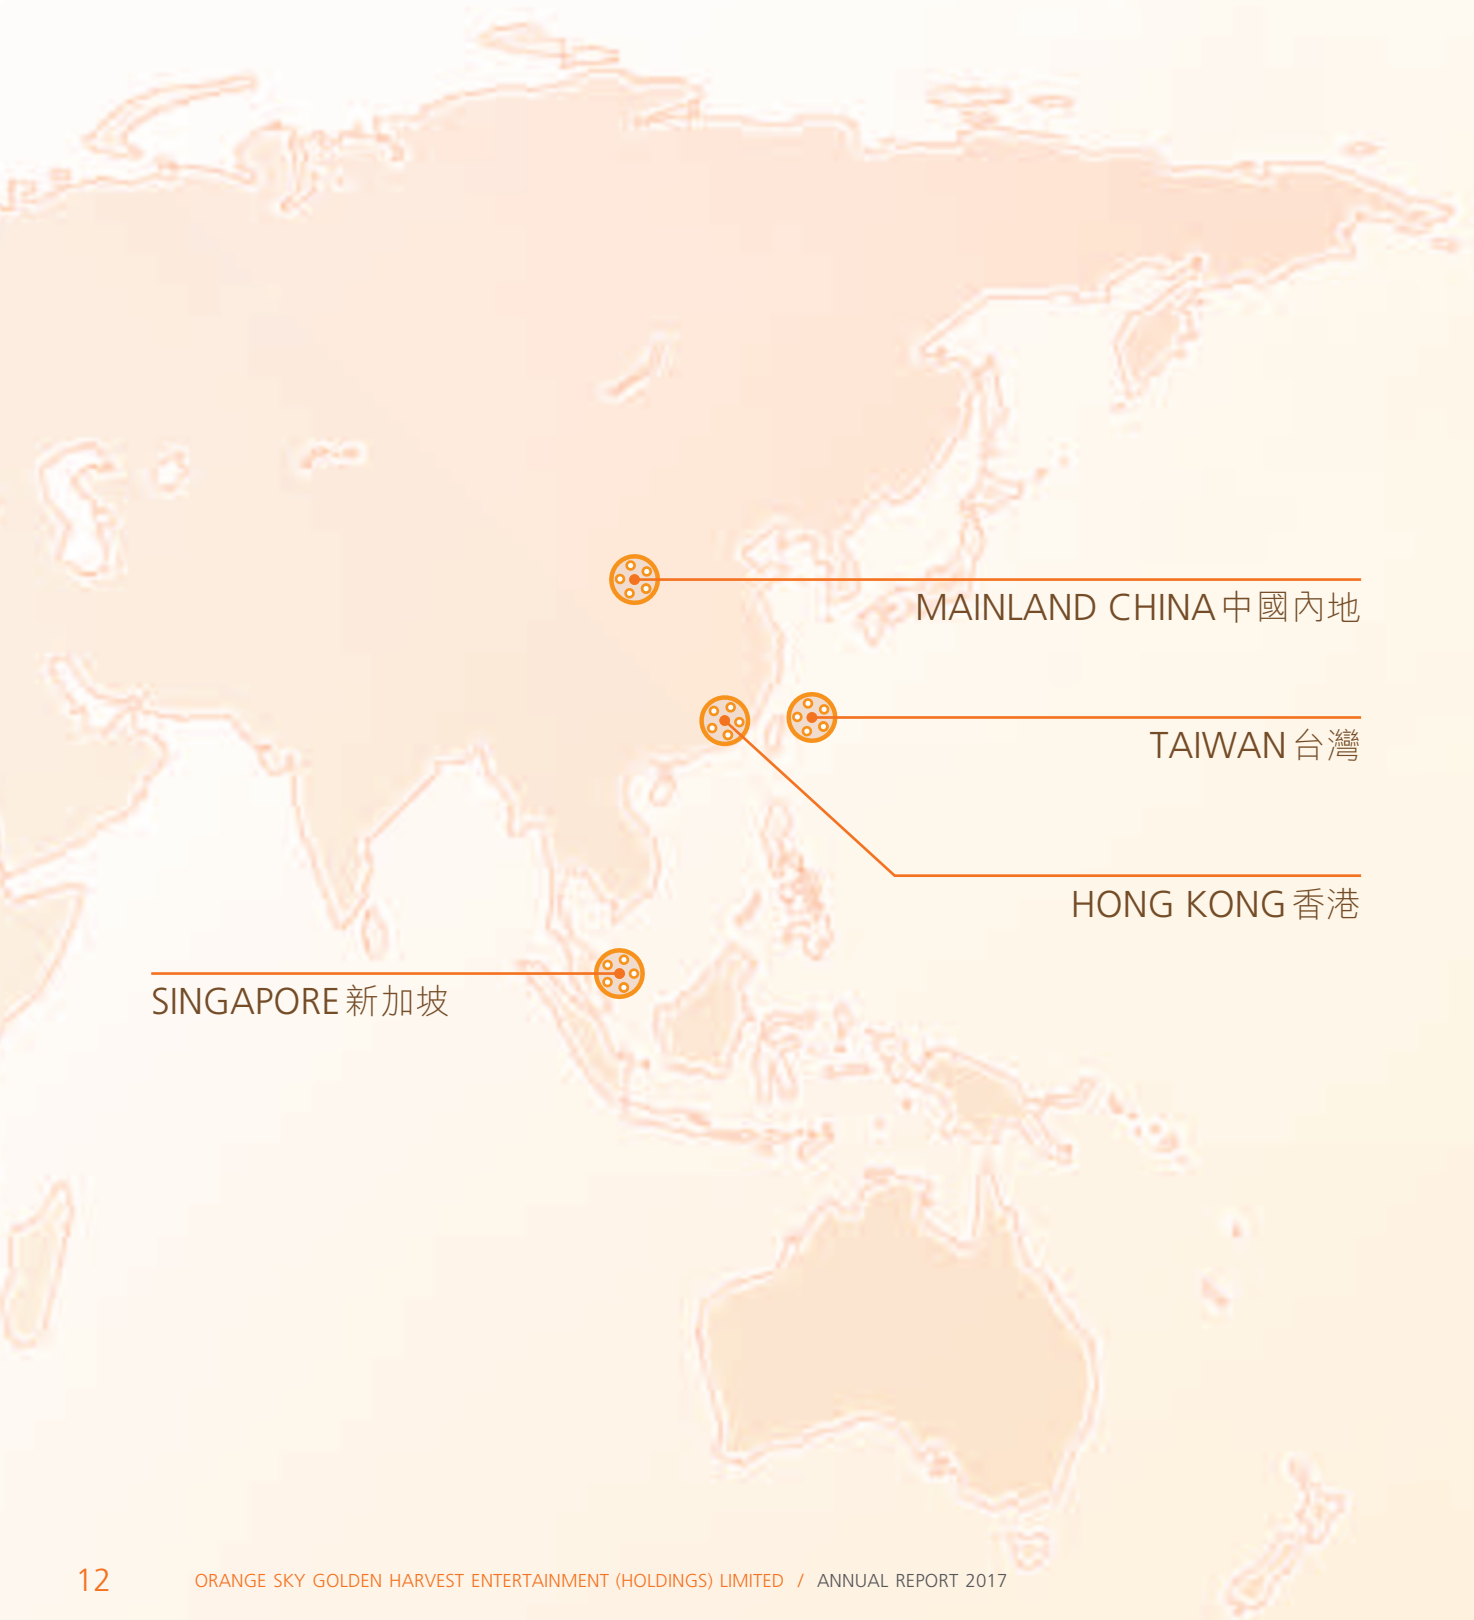 MAINLAND CHINA 中國內地
TAIWAN 台灣
HONG KONG 香港
SINGAPORE 新加坡
12 ORANGE SKY GOLDEN HARVEST ENTERTAINMENT (HOLDINGS) LIMITED / ANNUAL REPORT 2017